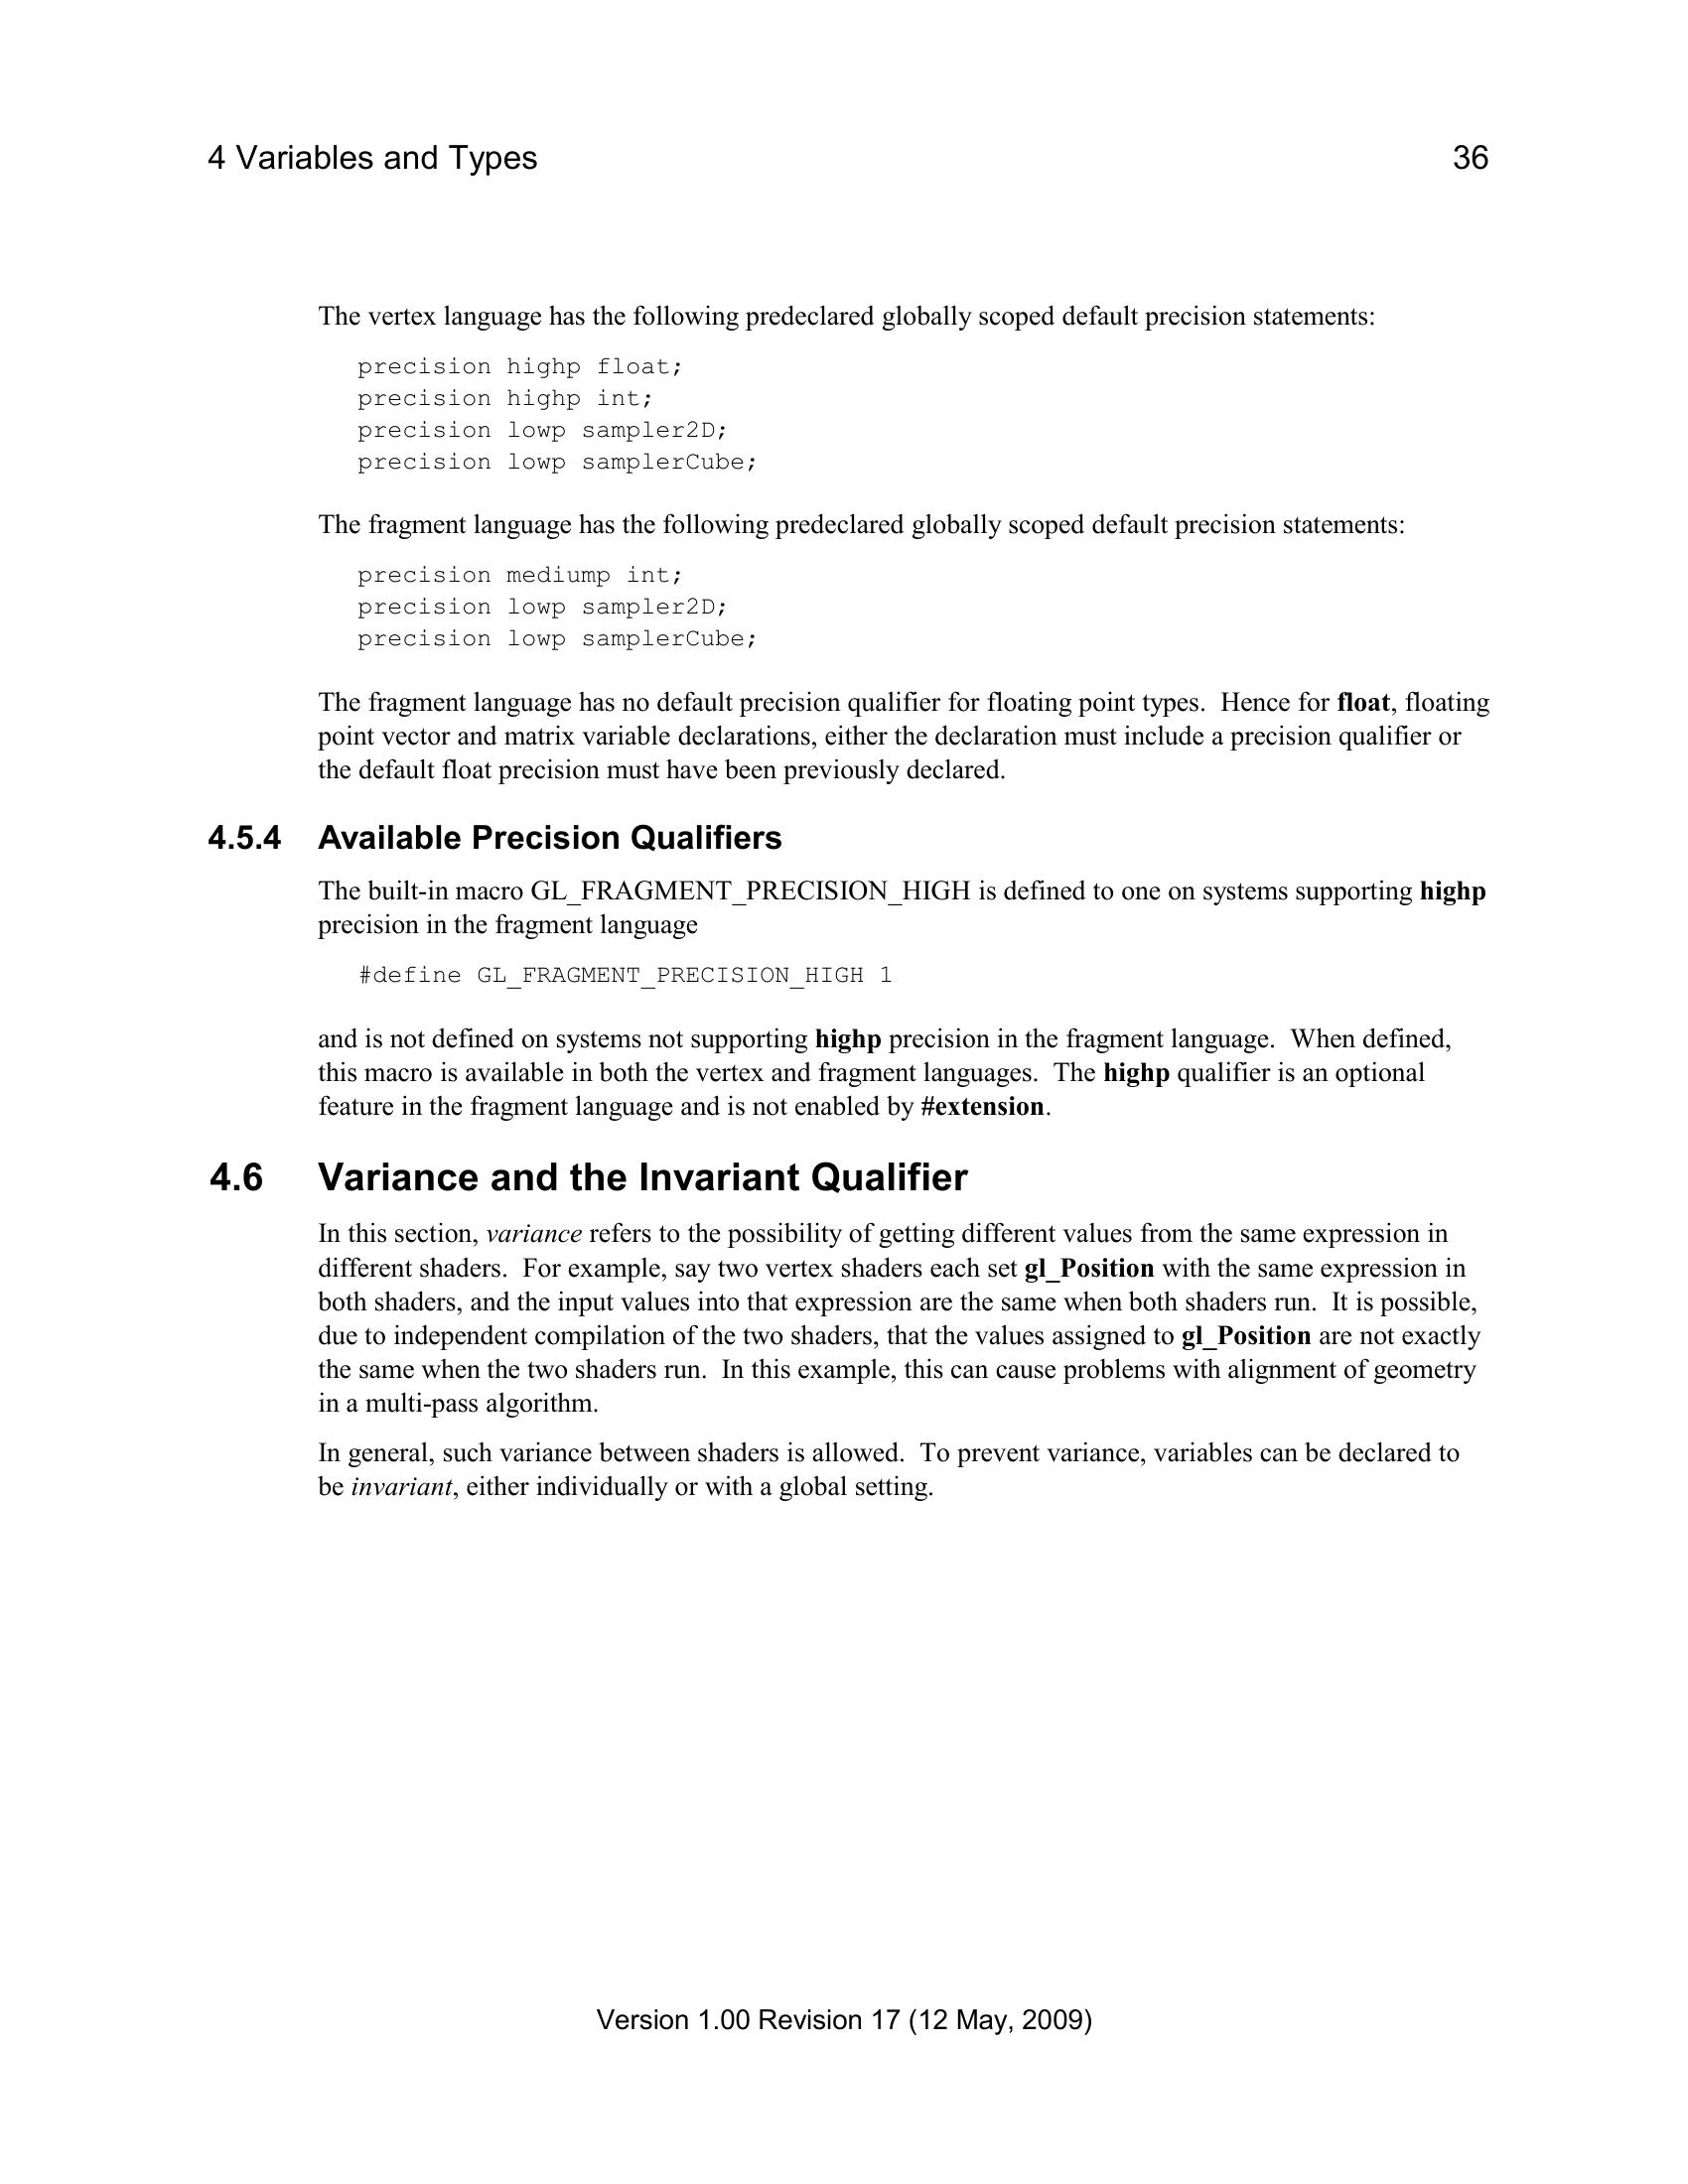 4 Variables and Types 36
The vertex language has the following predeclared globally scoped default precision statements:
precision highp float;
precision highp int;
precision lowp sampler2D;
precision lowp samplerCube;
The fragment language has the following predeclared globally scoped default precision statements:
precision mediump int;
precision lowp sampler2D;
precision lowp samplerCube;
The fragment language has no default precision qualifier for floating point types. Hence for float, floating
point vector and matrix variable declarations, either the declaration must include a precision qualifier or
the default float precision must have been previously declared.
4.5.4 Available Precision Qualifiers
The built-in macro GL_FRAGMENT_PRECISION_HIGH is defined to one on systems supporting highp
precision in the fragment language
#define GL_FRAGMENT_PRECISION_HIGH 1
and is not defined on systems not supporting highp precision in the fragment language. When defined,
this macro is available in both the vertex and fragment languages. The highp qualifier is an optional
feature in the fragment language and is not enabled by #extension.
4.6 Variance and the Invariant Qualifier
In this section, variance refers to the possibility of getting different values from the same expression in
different shaders. For example, say two vertex shaders each set gl_Position with the same expression in
both shaders, and the input values into that expression are the same when both shaders run. It is possible,
due to independent compilation of the two shaders, that the values assigned to gl_Position are not exactly
the same when the two shaders run. In this example, this can cause problems with alignment of geometry
in a multi-pass algorithm.
In general, such variance between shaders is allowed. To prevent variance, variables can be declared to
be invariant, either individually or with a global setting.
Version 1.00 Revision 17 (12 May, 2009)